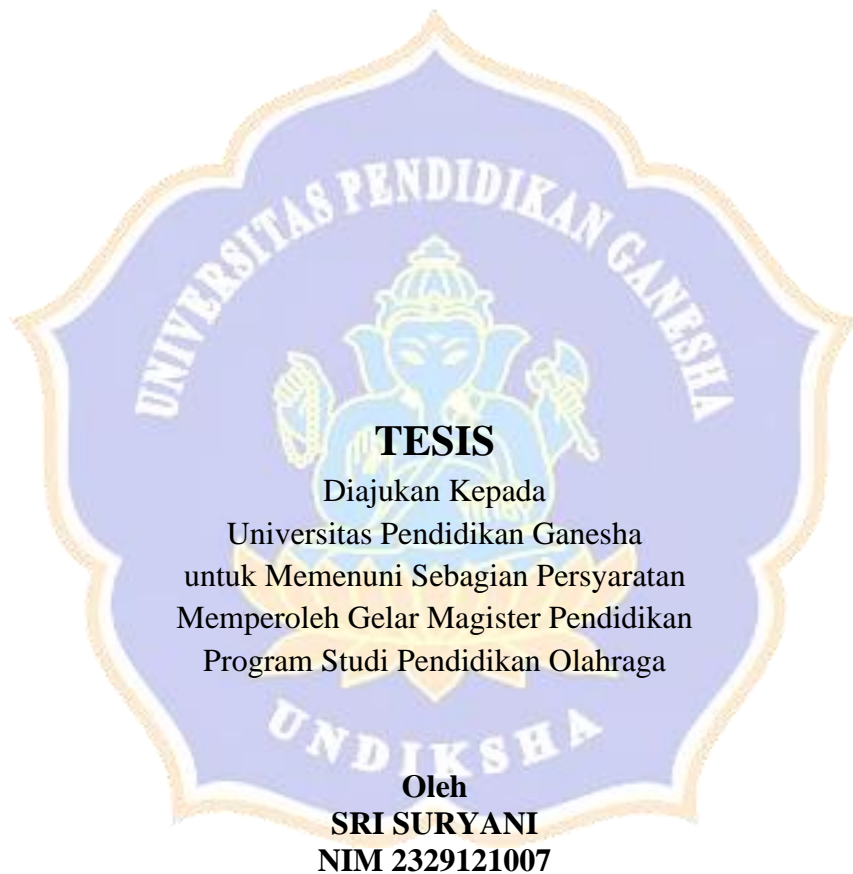 UNIVERSITAS PENDIDIKAN GANESHA
TESIS
Diajukan Kepada
Universitas Pendidikan Ganesha
untuk Memenuni Sebagian Persyaratan
Memperoleh Gelar Magister Pendidikan
Program Studi Pendidikan Olahraga
UNDIKSHA
Oleh
SRI SURYANI
NIM 2329121007